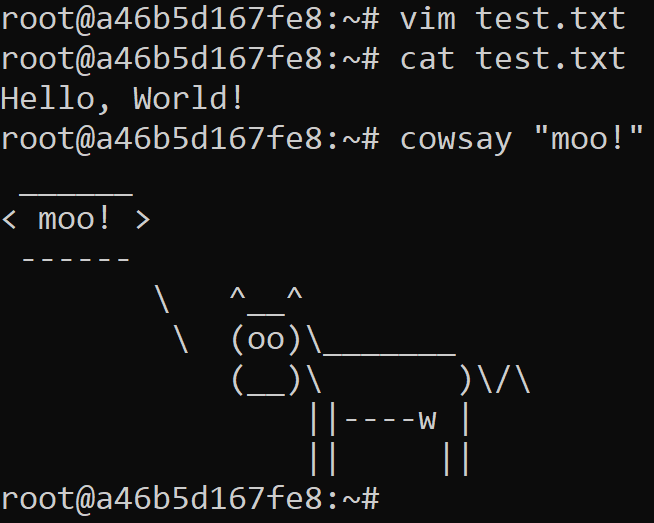 root@a46b5d167fe8:~# vim test.txt
root@a46b5d167fe8:~# cat test.txt
Hello, World!
root@a46b5d167fe8:~# cowsay "moo!"
 ______
< moo! >
 ------
        \   ^__^
         \  (oo)\_______
            (__)\       )\/\
                ||----w |
                ||     ||
root@a46b5d167fe8:~#